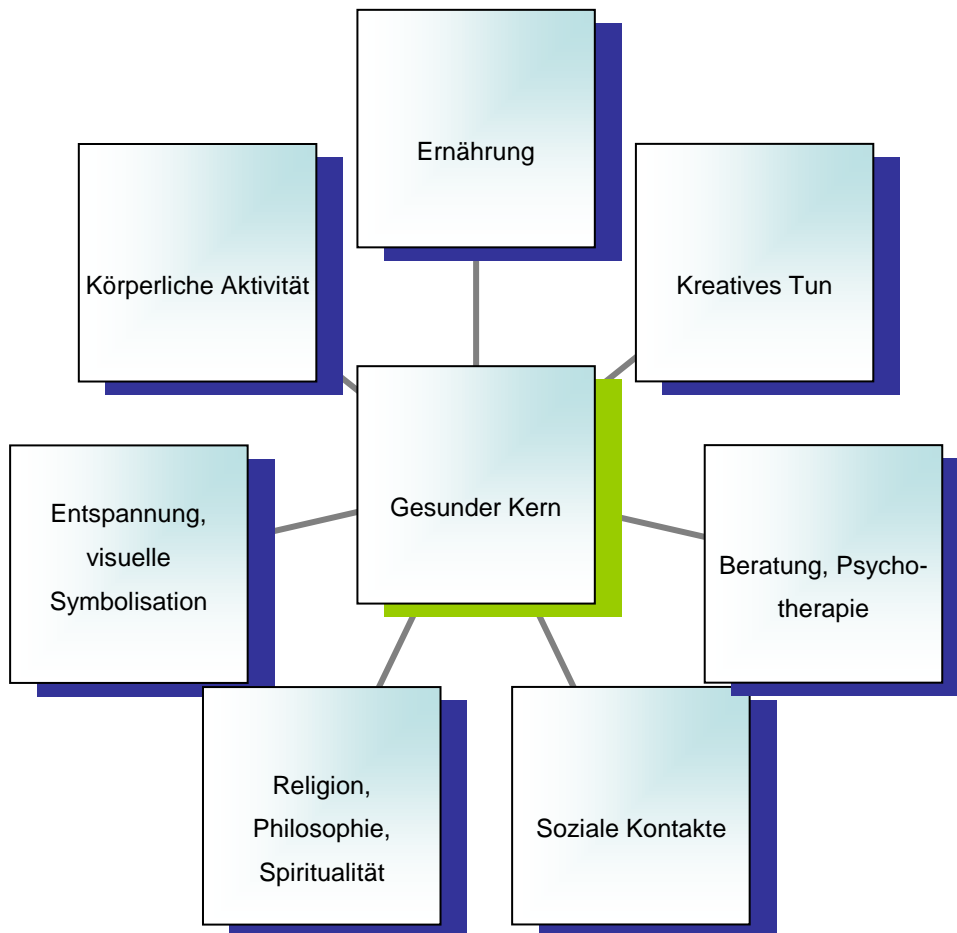 Ernährung
Körperliche Aktivität
Kreatives Tun
Gesunder Kern
Entspannung,
visuelle
Symbolisation
Beratung, Psycho-
therapie
Religion,
Philosophie,
Spiritualität
Soziale Kontakte